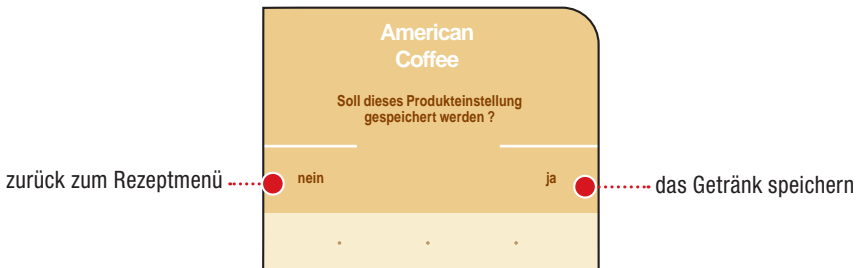 American
Coffee
Soll dieses Produkteinstellung
gespeichert werden ?
zurück zum Rezeptmenü
nein
ja
das Getränk speichern